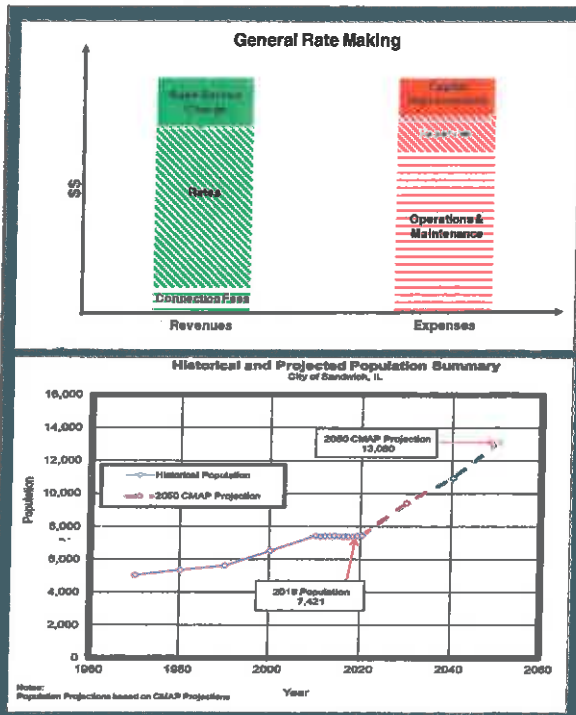 General Rate Making
$$
Rates
Connection Fees
Operations &
Maintenance
Revenues
Expenses
Historical and Projected Population Summary
City of Sandwich, IL
16,000
14,000
12,000
10,000
8,000
6,000
4,000
2,000
0
Population
2050 CMAP Projection
13,060
Historical Population
2050 CMAP Projection
2019 Population
7,421
1960
1980
2000
2020
2040
2060
Year
Notes:
Population Projections based on CMAP Projections